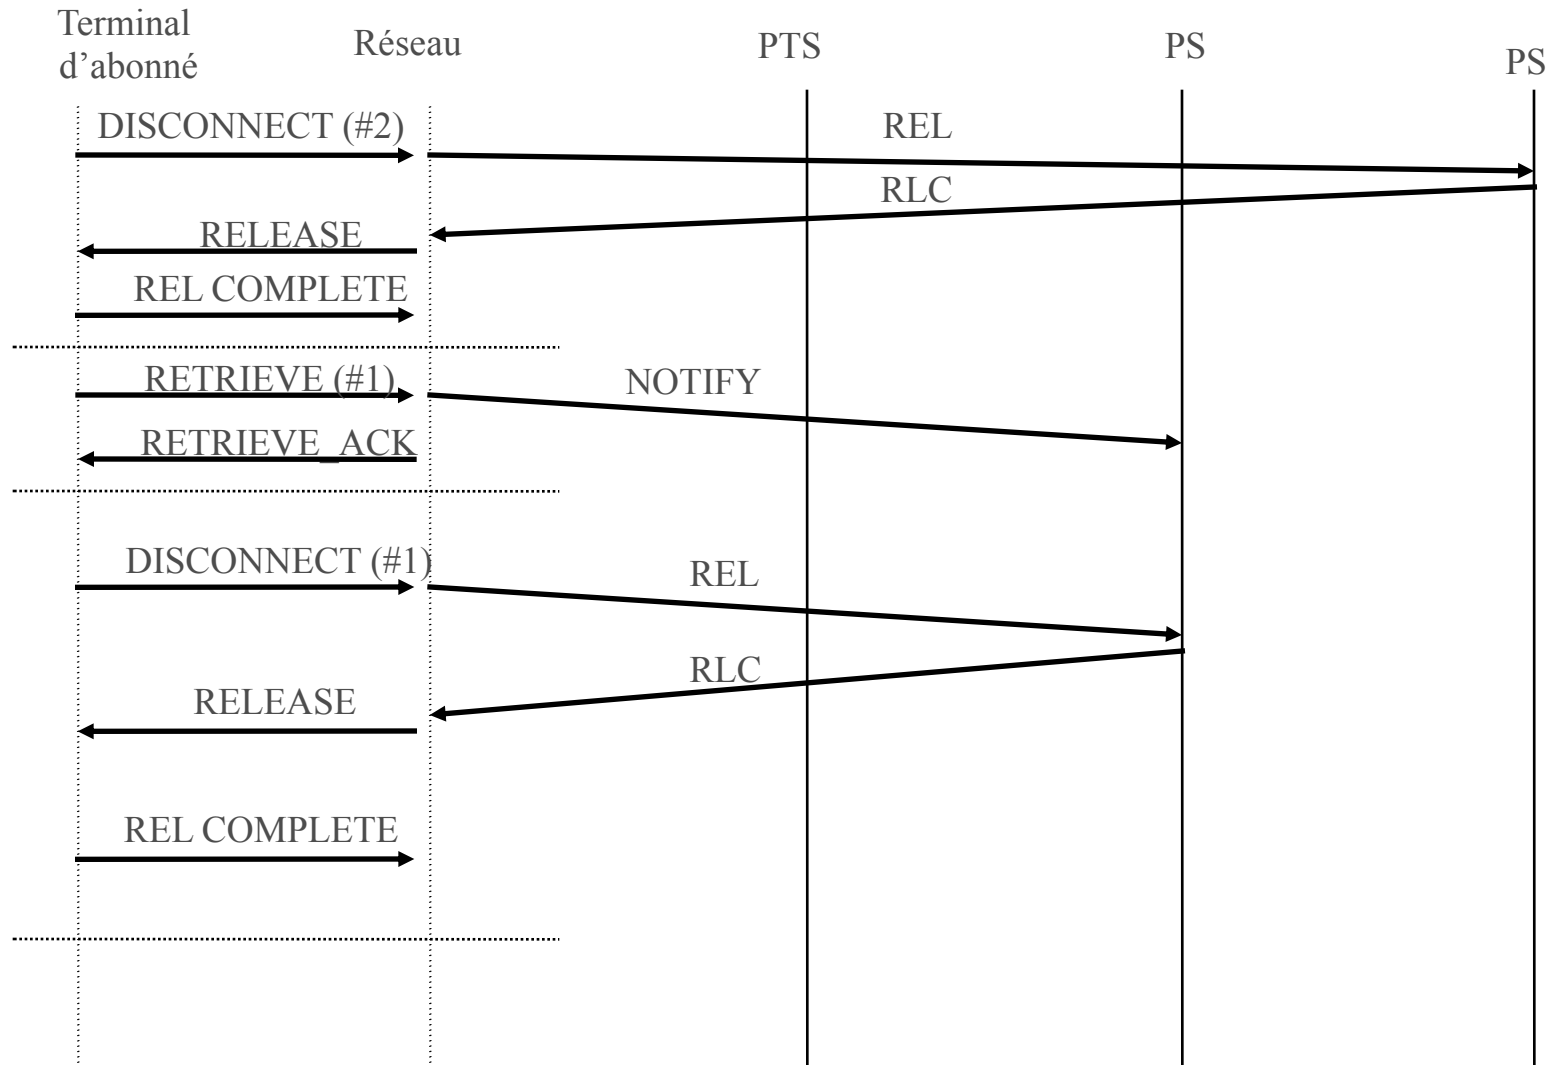 Terminal
d’abonné
Réseau
PTS
PS
PS
DISCONNECT (#2)
REL
RLC
RELEASE
REL COMPLETE
RETRIEVE (#1)
NOTIFY
RETRIEVE_ACK
DISCONNECT (#1)
REL
RLC
RELEASE
REL COMPLETE